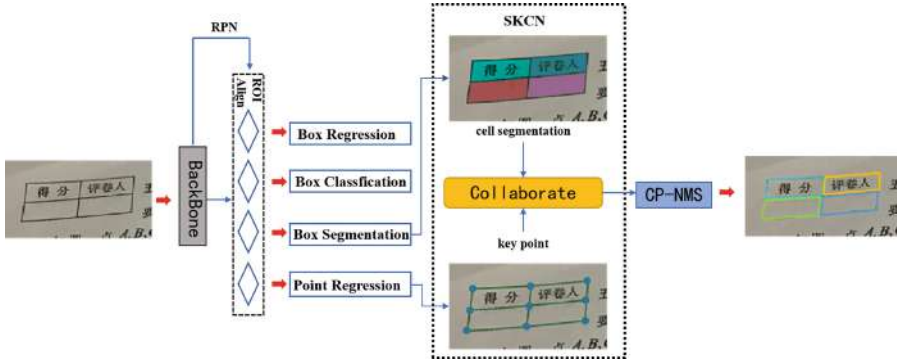 RPN
SKCN
ROI
Align
BackBone
Box Regression
Box Classfication
Box Segmentation
Point Regression
得 分 评卷人
cell segmentation
Collaborate
CP-NMS
key point
得 分 评卷人
得 分 评卷人 五
点 A, B, C
得 分 评卷人